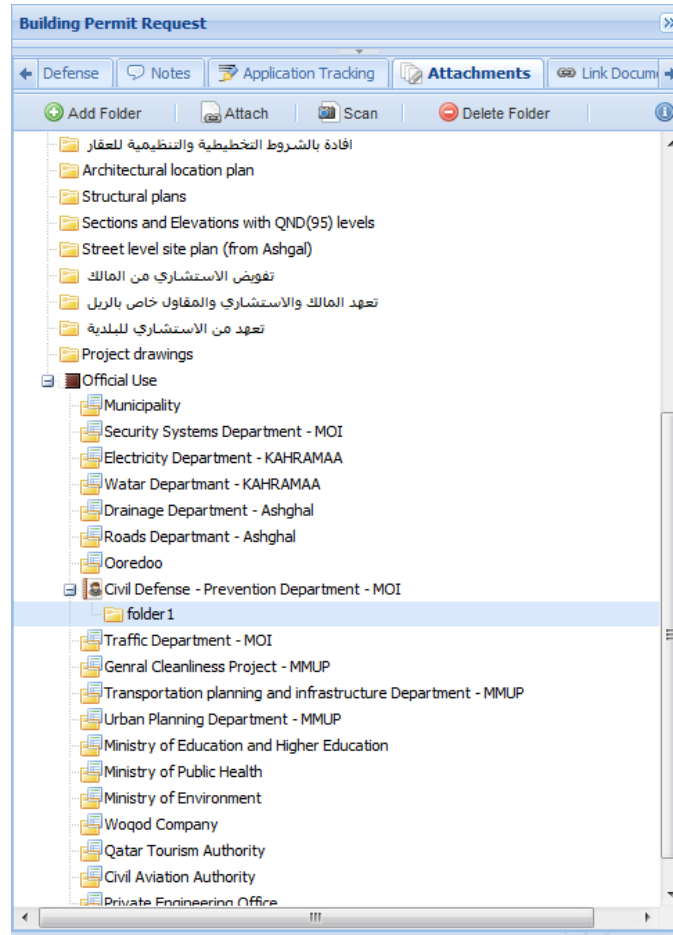 Building Permit Request
Defense Notes Application Tracking Attachments Link Docum
Add Folder Attach Scan Delete Folder
افادة بالشروط التخطيطية والتنظيمية للعقار
Architectural location plan
Structural plans
Sections and Elevations with QND(95) levels
Street level site plan (from Ashgal)
تفويض الاستشاري من المالك
تعهد المالك والاستشاري والمقاول خاص بالريل
تعهد من الاستشاري للبلدية
Project drawings
Official Use
Municipality
Security Systems Department - MOI
Electricity Department - KAHRAMAA
Watar Departmant - KAHRAMAA
Drainage Department - Ashghal
Roads Departmant - Ashghal
Ooredoo
Civil Defense - Prevention Department - MOI
folder1
Traffic Department - MOI
Genral Cleanliness Project - MMUP
Transportation planning and infrastructure Department - MMUP
Urban Planning Department - MMUP
Ministry of Education and Higher Education
Ministry of Public Health
Ministry of Environment
Woqod Company
Qatar Tourism Authority
Civil Aviation Authority
Private Engineering Office